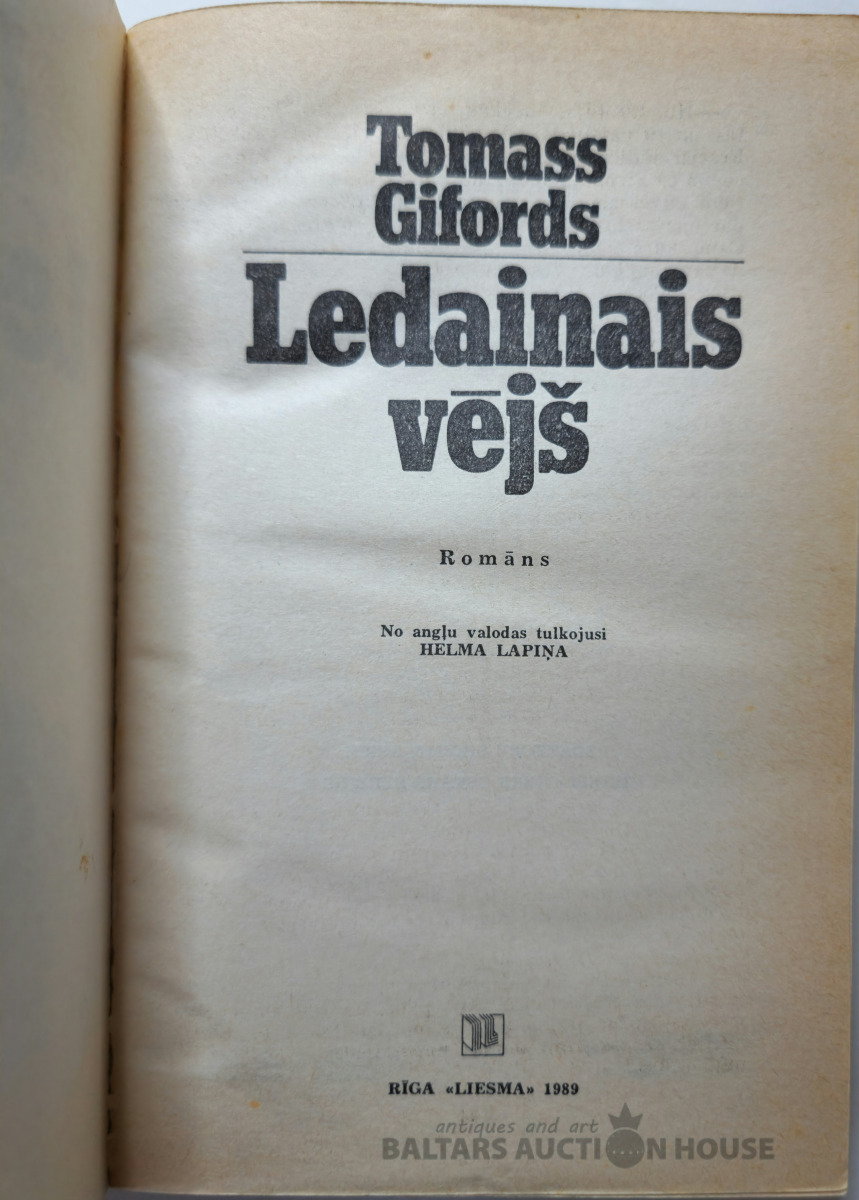 Tomass
Gifords
Ledainais
vējš
Romāns
No angļu valodas tulkojusi
HELMA LAPIŅA
RĪGA «LIESMA» 1989
antiques and art
BALTARS AUCTION HOUSE